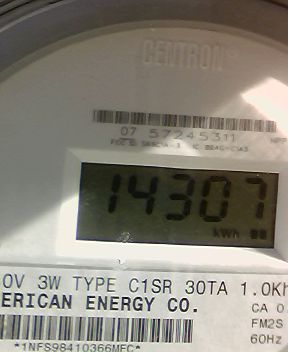 CENTRON
07 57245311
14307
kWh
0V 3W TYPE C1SR 30TA 1.0Kh
ERICAN ENERGY CO.
CA 0.
FM2S
60Hz
*1NFS98410366MFC*